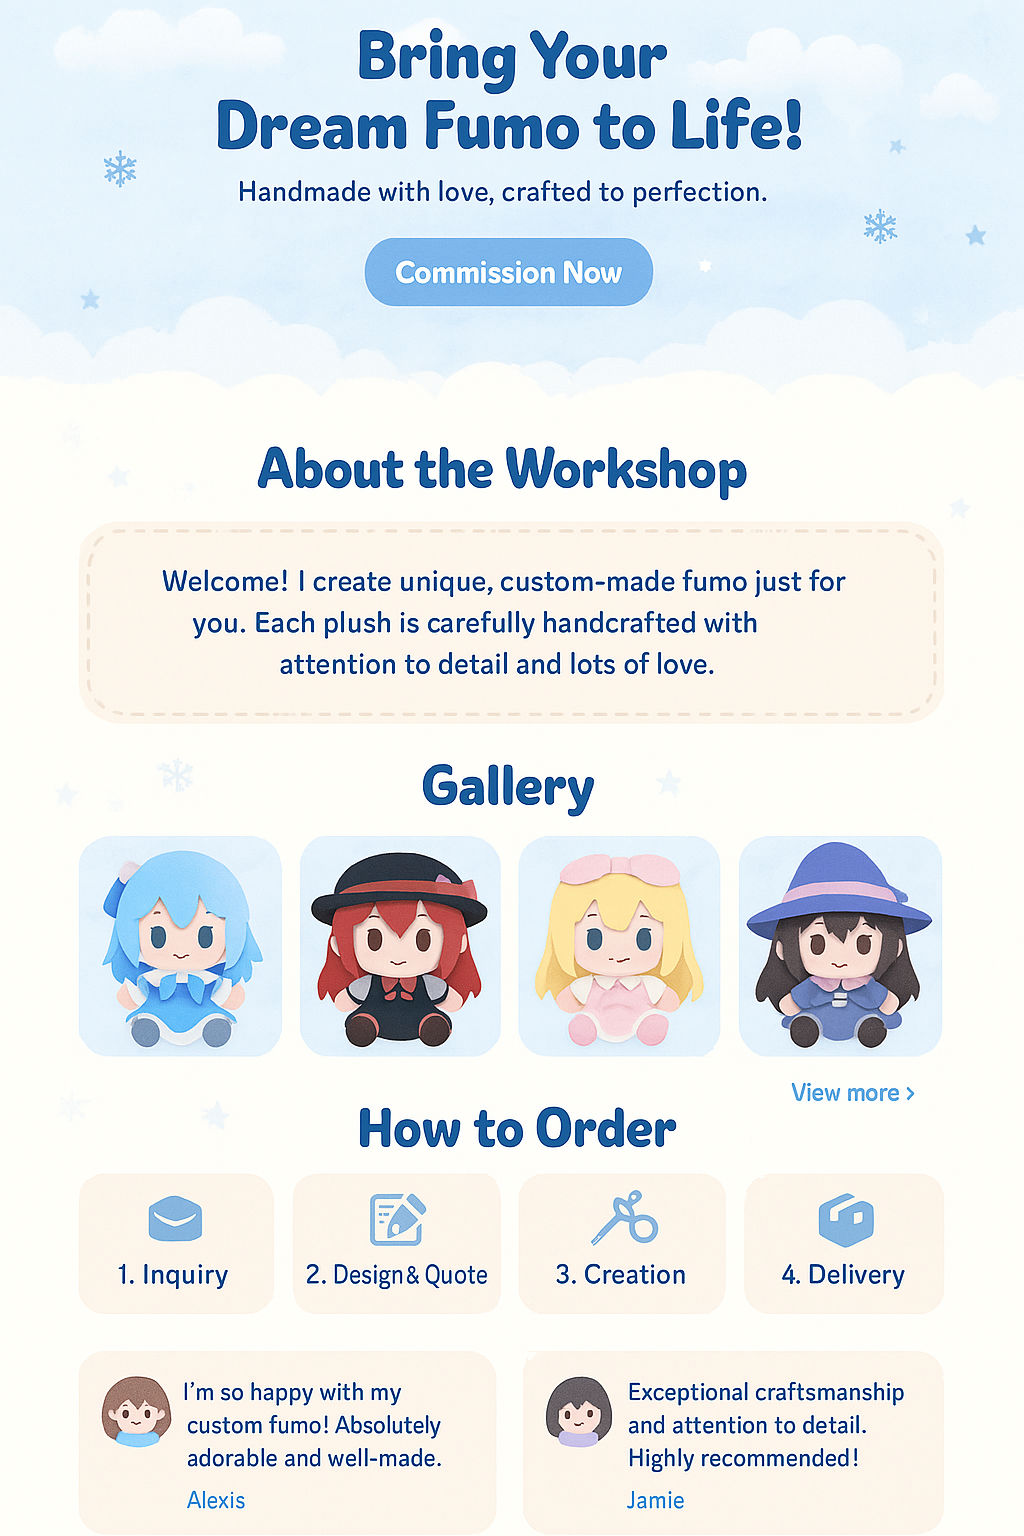 Bring Your
Dream Fumo to Life!
Handmade with love, crafted to perfection.
Commission Now
About the Workshop
Welcome! I create unique, custom-made fumo just for
you. Each plush is carefully handcrafted with
attention to detail and lots of love.
Gallery
View more >
How to Order
1. Inquiry
2. Design & Quote
3. Creation
4. Delivery
I'm so happy with my
custom fumo! Absolutely
adorable and well-made.
Alexis
Exceptional craftsmanship
and attention to detail.
Highly recommended!
Jamie